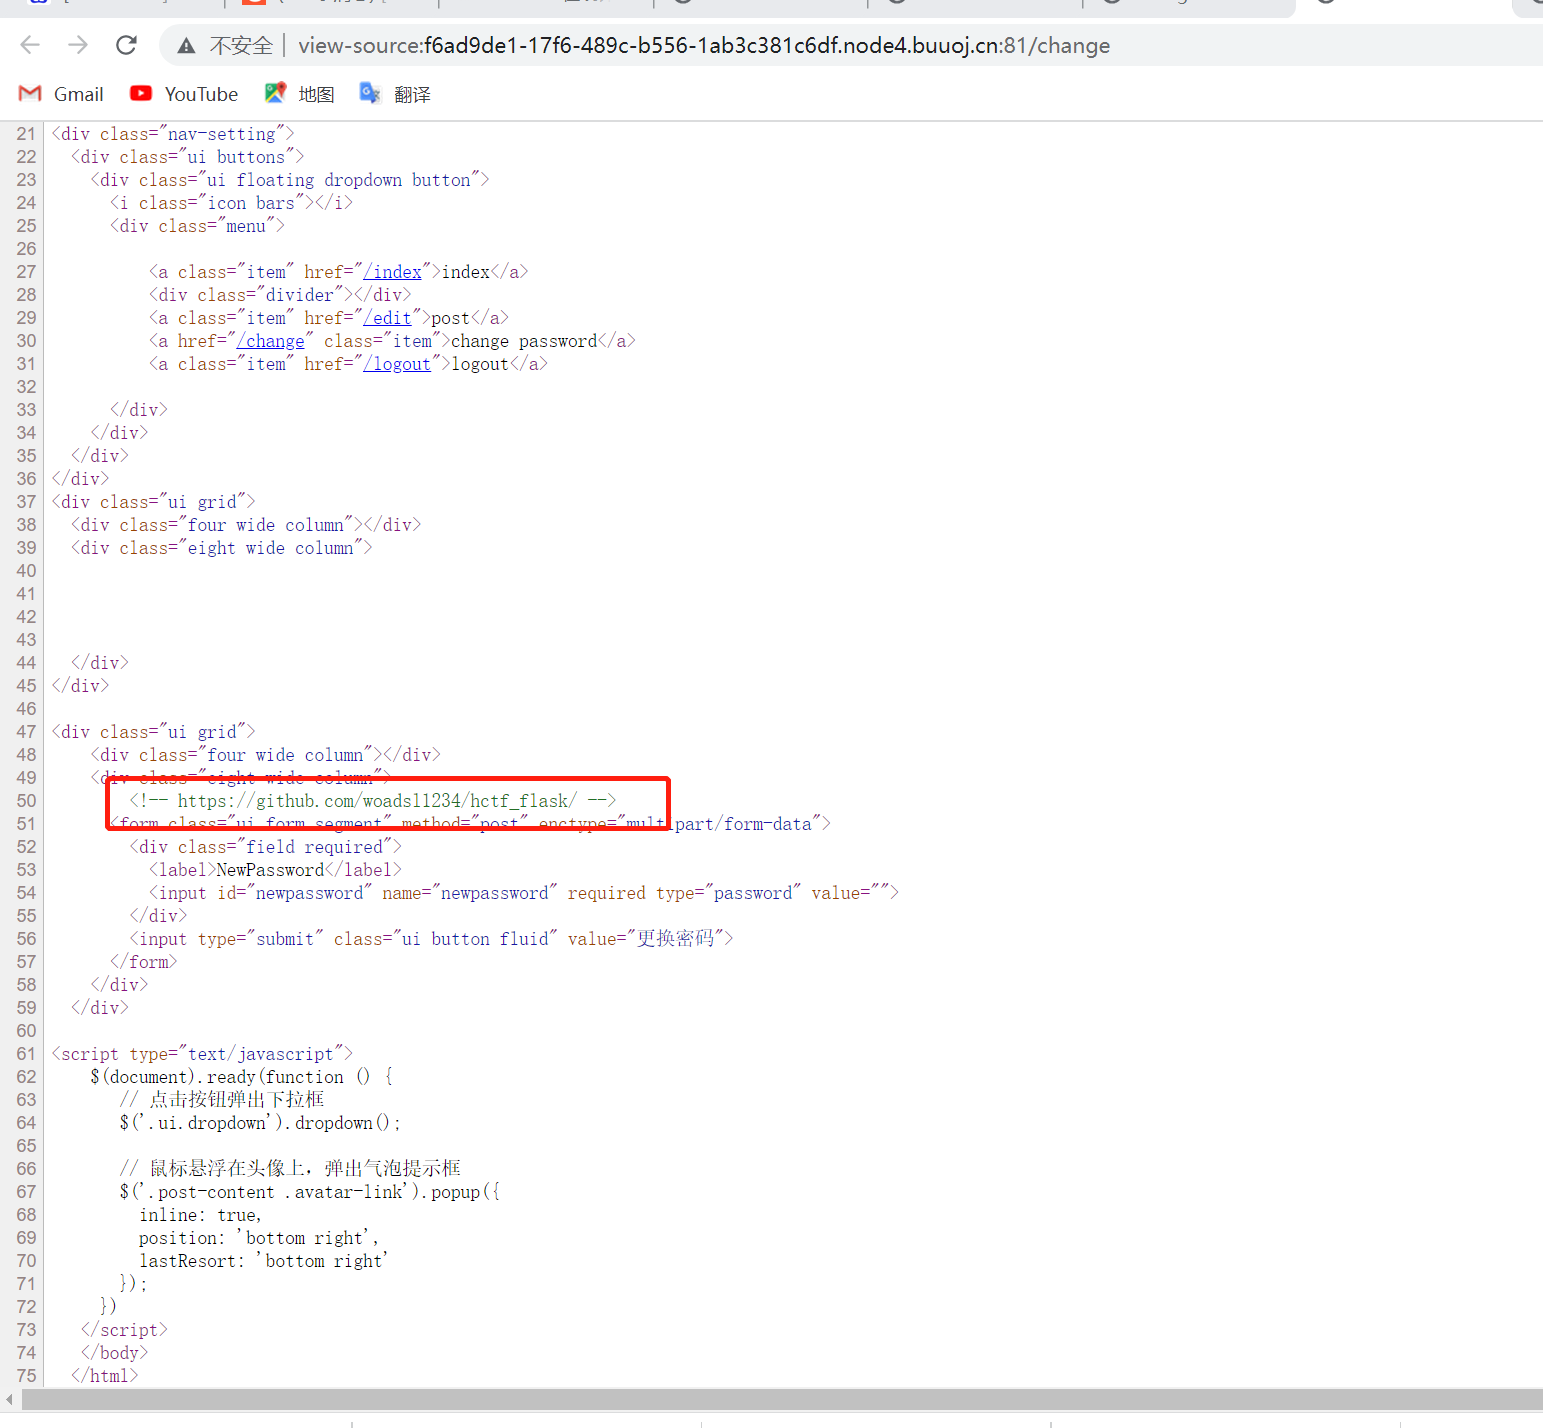 不安全 | view-source:f6ad9de1-17f6-489c-b556-1ab3c381c6df.node4.buuoj.cn:81/change
Gmail YouTube 地图 翻译
21 <div class="nav-setting">
22 <div class="ui buttons">
23 <div class="ui floating dropdown button">
24 <i class="icon bars"></i>
25 <div class="menu">
26
27 <a class="item" href="/index">index</a>
28 <div class="divider"></div>
29 <a class="item" href="/edit">post</a>
30 <a href="/change" class="item">change password</a>
31 <a class="item" href="/logout">logout</a>
32
33 </div>
34 </div>
35 </div>
36 </div>
37 <div class="ui grid">
38 <div class="four wide column"></div>
39 <div class="eight wide column">
40
41
42
43
44 </div>
45 </div>
46
47 <div class="ui grid">
48 <div class="four wide column"></div>
49 <div class="eight wide column">
50 <!-- https://github.com/woadsl1234/hctf_flask/ -->
51 <form class="ui form segment" method="post" enctype="multipart/form-data">
52 <div class="field required">
53 <label>NewPassword</label>
54 <input id="newpassword" name="newpassword" required type="password" value="">
55 </div>
56 <input type="submit" class="ui button fluid" value="更换密码">
57 </form>
58 </div>
59 </div>
60
61 <script type="text/javascript">
62 $(document).ready(function () {
63 // 点击按钮弹出下拉框
64 $('.ui.dropdown').dropdown();
65
66 // 鼠标悬浮在头像上，弹出气泡提示框
67 $('.post-content .avatar-link').popup({
68 inline: true,
69 position: 'bottom right',
70 lastResort: 'bottom right'
71 });
72 })
73 </script>
74 </body>
75 </html>